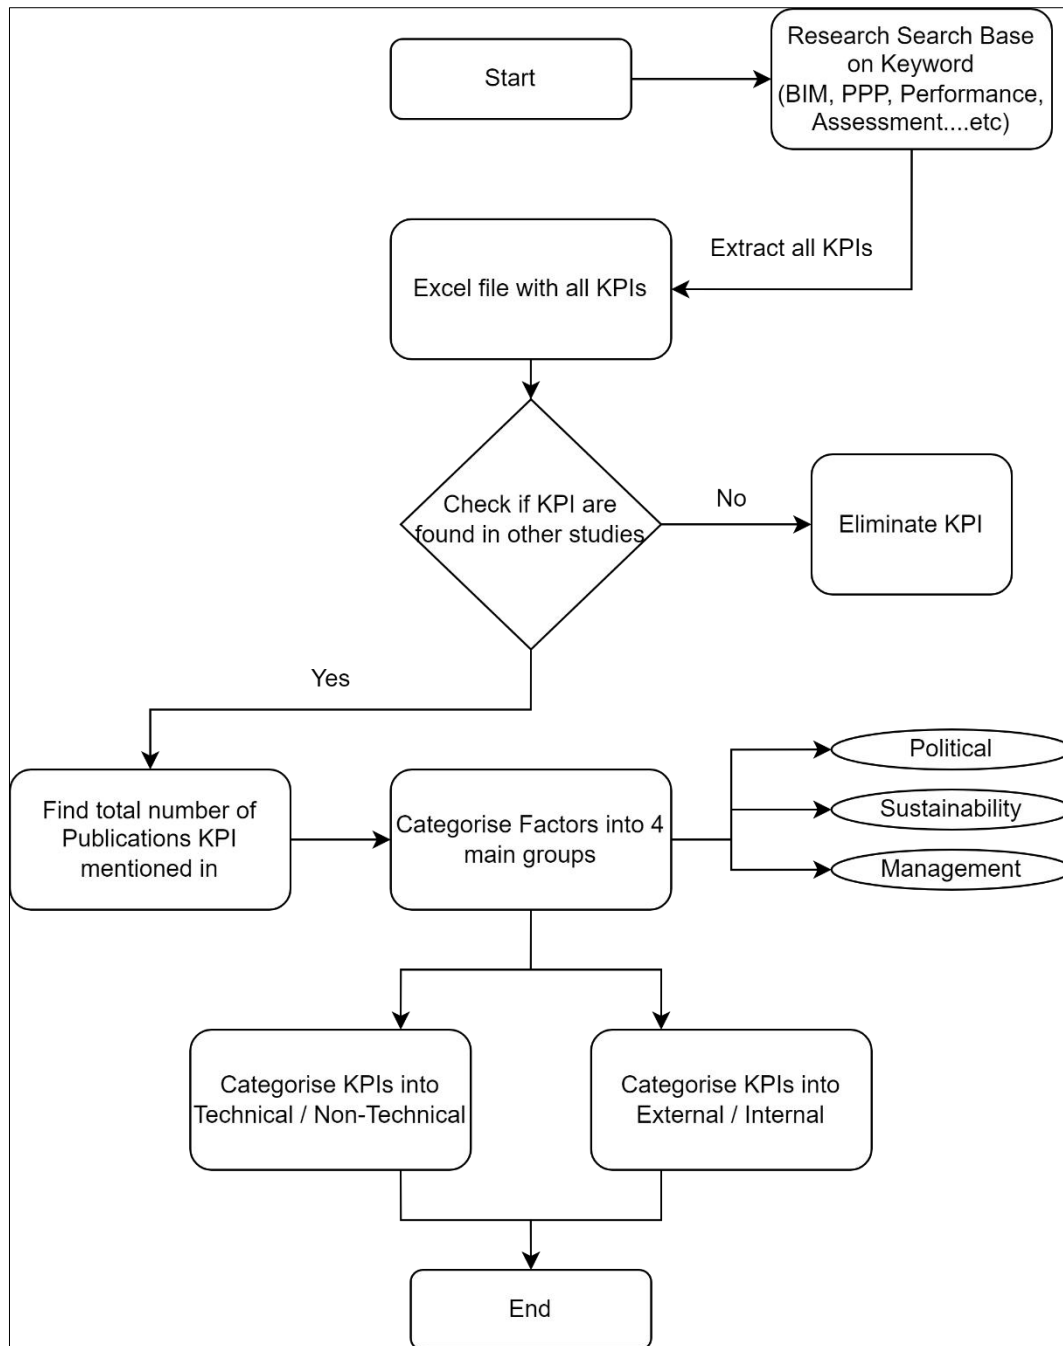 Start
Research Search Base
on Keyword
(BIM, PPP, Performance,
Assessment....etc)
Extract all KPIs
Excel file with all KPIs
Check if KPI are
found in other studies
No
Eliminate KPI
Yes
Find total number of
Publications KPI
mentioned in
Categorise Factors into 4
main groups
Political
Sustainability
Management
Categorise KPIs into
Technical / Non-Technical
Categorise KPIs into
External / Internal
End